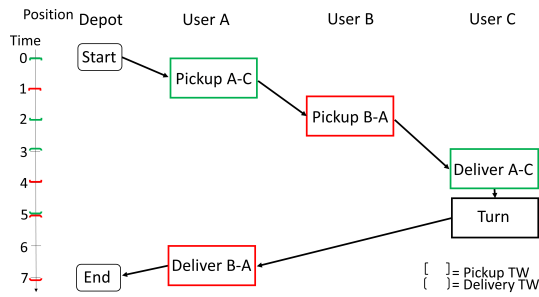 Position Depot User A User B User C
Time
0 Start
Pickup A-C
1
Pickup B-A
2
3
Deliver A-C
4
5 Turn
6
Deliver B-A
[ ]= Pickup TW
7 End
( )= Delivery TW